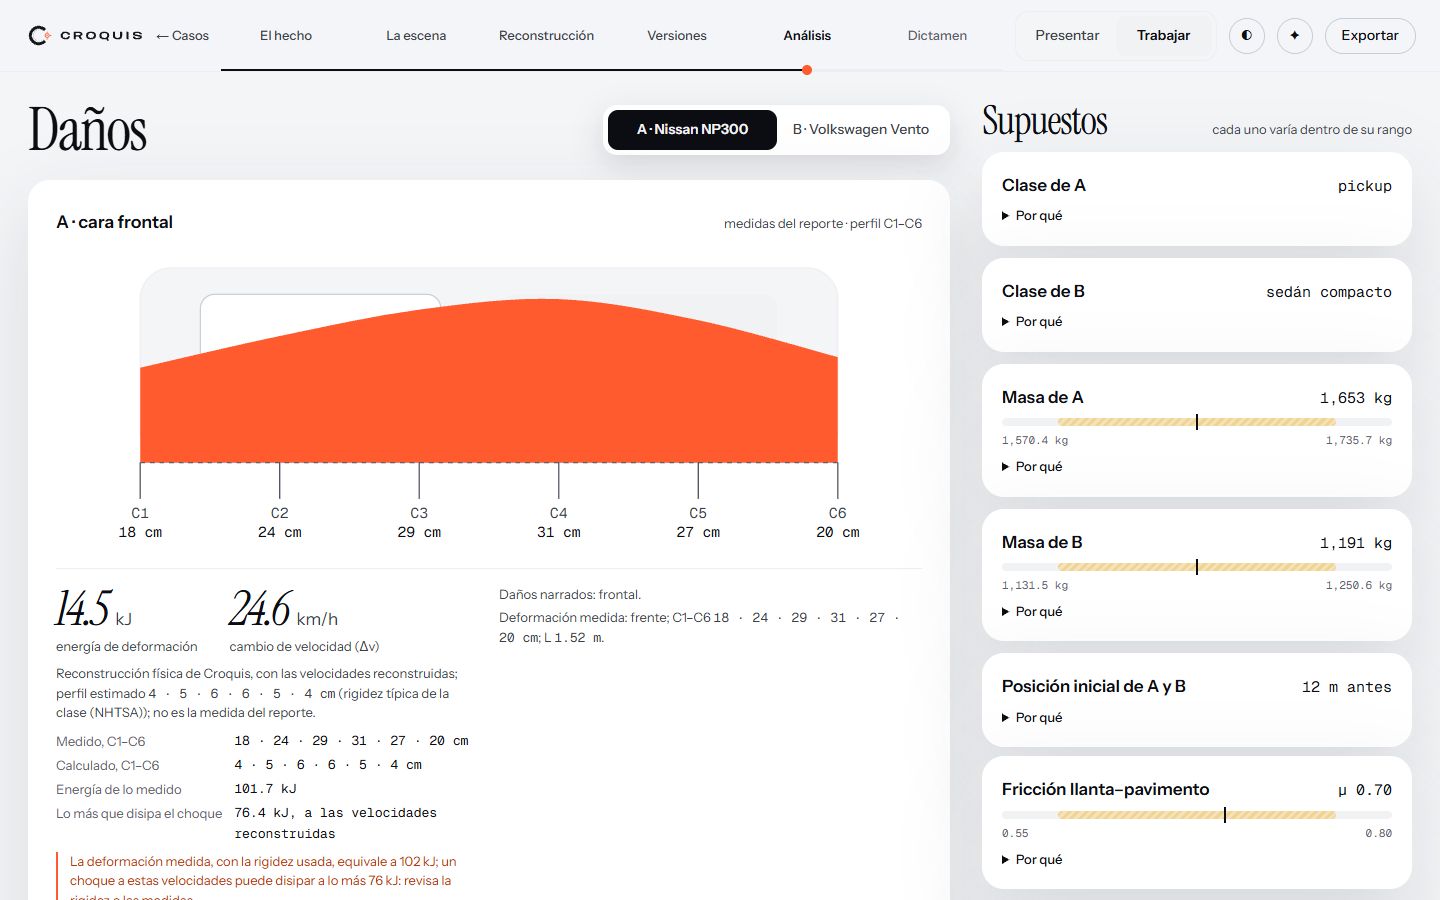 CROQUIS
← Casos
El hecho
La escena
Reconstrucción
Versiones
Análisis
Dictamen
Presentar
Trabajar
Exportar
Daños
A · Nissan NP300
B · Volkswagen Vento
A · cara frontal
medidas del reporte · perfil C1–C6
C1 C2 C3 C4 C5 C6
18 cm 24 cm 29 cm 31 cm 27 cm 20 cm
14.5 kJ
energía de deformación
24.6 km/h
cambio de velocidad (Δv)
Reconstrucción física de Croquis, con las velocidades reconstruidas;
perfil estimado 4 · 5 · 6 · 6 · 5 · 4 cm (rigidez típica de la
clase (NHTSA)); no es la medida del reporte.
Medido, C1–C6 18 · 24 · 29 · 31 · 27 · 20 cm
Calculado, C1–C6 4 · 5 · 6 · 6 · 5 · 4 cm
Energía de lo medido 101.7 kJ
Lo más que disipa el choque 76.4 kJ, a las velocidades
reconstruidas
La deformación medida, con la rigidez usada, equivale a 102 kJ; un
choque a estas velocidades puede disipar a lo más 76 kJ: revisa la
rigidez o las medidas.
Daños narrados: frontal.
Deformación medida: frente; C1–C6 18 · 24 · 29 · 31 · 27 ·
20 cm; L 1.52 m.
Supuestos
cada uno varía dentro de su rango
Clase de A pickup
▶ Por qué
Clase de B sedán compacto
▶ Por qué
Masa de A 1,653 kg
1,570.4 kg 1,735.7 kg
▶ Por qué
Masa de B 1,191 kg
1,131.5 kg 1,250.6 kg
▶ Por qué
Posición inicial de A y B 12 m antes
▶ Por qué
Fricción llanta–pavimento μ 0.70
0.55 0.80
▶ Por qué